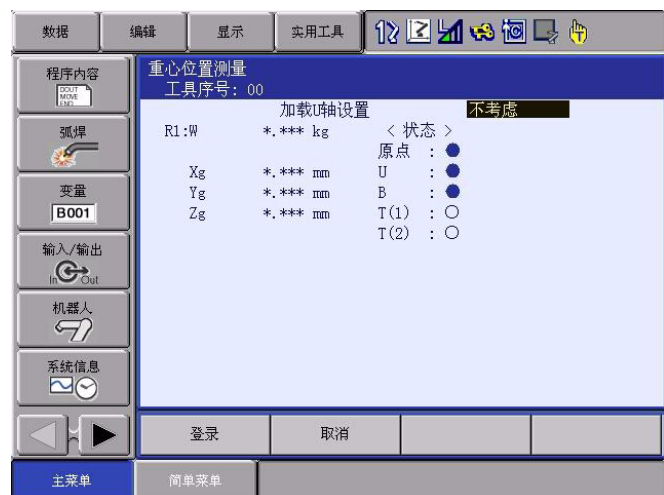 数据 编辑 显示 实用工具
程序内容
DOUT
MOVE
END
弧焊
变量
B001
输入/输出
In Out
机器人
系统信息
重心位置测量
工具序号: 00
加载U轴设置 不考虑
R1:W *.*** kg < 状态 >
原点 : ●
Xg *.*** mm U : ●
Yg *.*** mm B : ●
Zg *.*** mm T(1) : ○
T(2) : ○
登录 取消
主菜单 简单菜单